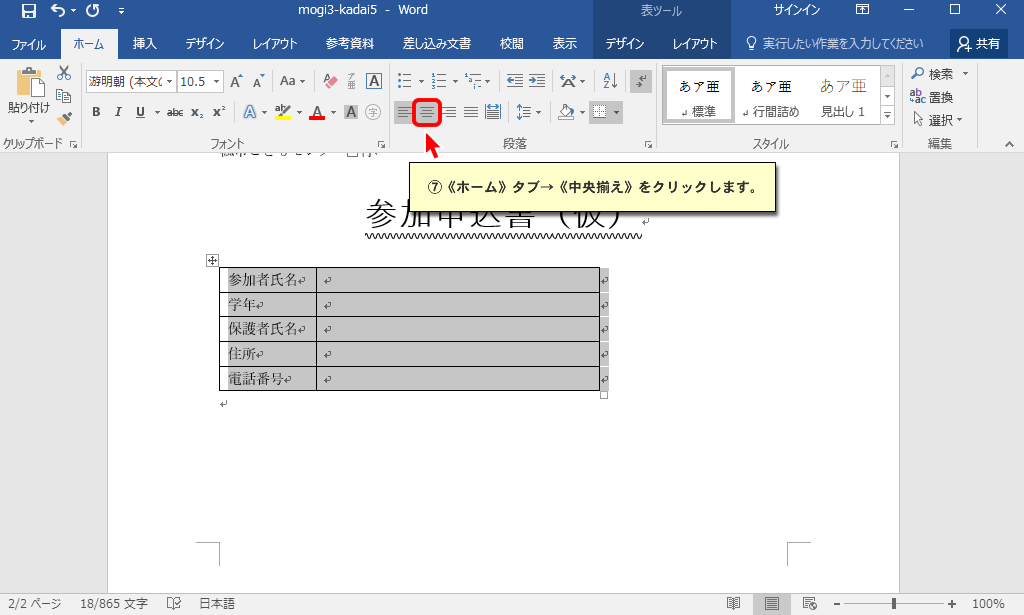 mogi3-kadai5 - Word
表ツール
サインイン
ファイル ホーム 挿入 デザイン レイアウト 参考資料 差し込み文書 校閲 表示 デザイン レイアウト 実行したい作業を入力してください 共有
貼り付け
游明朝 (本文( 10.5
Aa
A
B I U abc X₂ X²
A A A 字
あア亜 あア亜 あア亜
↲ 標準 ↲ 行間詰め 見出し 1
検索
置換
選択
クリップボード フォント 段落 スタイル 編集
⑦《ホーム》タブ→《中央揃え》をクリックします。
参加申込書（仮）
参加者氏名
学年
保護者氏名
住所
電話番号
2/2 ページ 18/865 文字 日本語 100%